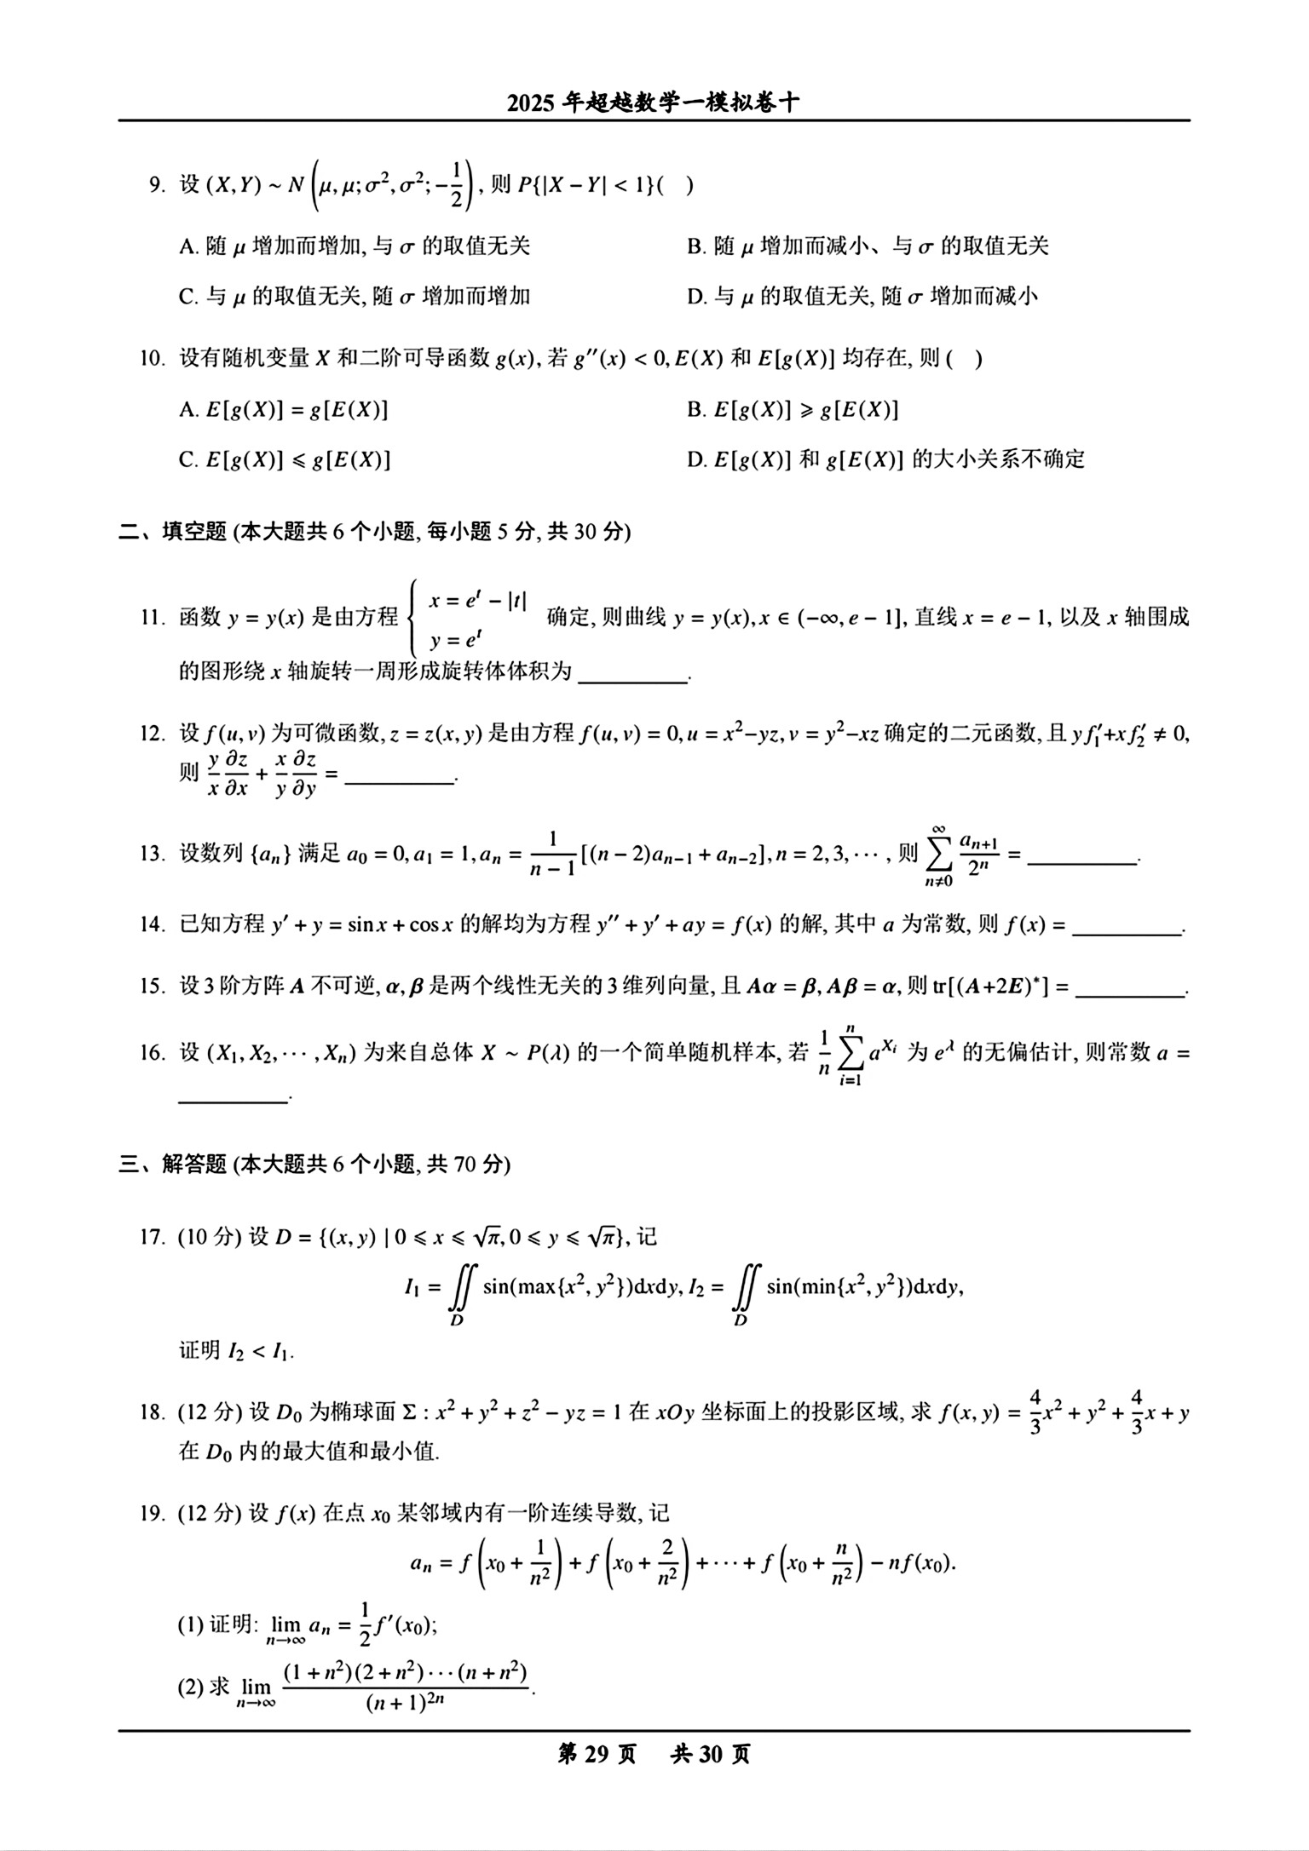 2025 年超越数学一模拟卷十
9. 设 (X,Y) ~ N(μ, μ; σ², σ²; -1/2), 则 P{|X − Y| < 1}( )
A. 随 μ 增加而增加, 与 σ 的取值无关
B. 随 μ 增加而减小、与 σ 的取值无关
C. 与 μ 的取值无关, 随 σ 增加而增加
D. 与 μ 的取值无关, 随 σ 增加而减小
10. 设有随机变量 X 和二阶可导函数 g(x), 若 g″(x) < 0, E(X) 和 E[g(X)] 均存在, 则 ( )
A. E[g(X)] = g[E(X)]
B. E[g(X)] ⩾ g[E(X)]
C. E[g(X)] ⩽ g[E(X)]
D. E[g(X)] 和 g[E(X)] 的大小关系不确定
二、填空题 (本大题共 6 个小题, 每小题 5 分, 共 30 分)
11. 函数 y = y(x) 是由方程 { x = e^t − |t| y = e^t 确定, 则曲线 y = y(x), x ∈ (−∞, e − 1], 直线 x = e − 1, 以及 x 轴围成
的图形绕 x 轴旋转一周形成旋转体体积为 ________.
12. 设 f(u, v) 为可微函数, z = z(x, y) 是由方程 f(u, v) = 0, u = x²−yz, v = y²−xz 确定的二元函数, 且 yf₁′+xf₂′ ≠ 0,
则 y/x ∂z/∂x + x/y ∂z/∂y = ________.
13. 设数列 {aₙ} 满足 a₀ = 0, a₁ = 1, aₙ = 1/(n − 1) [(n − 2)aₙ₋₁ + aₙ₋₂], n = 2, 3, ⋯ , 则 ∑_{n≠0}^{∞} aₙ₊₁/2ⁿ = ________.
14. 已知方程 y′ + y = sin x + cos x 的解均为方程 y″ + y′ + ay = f(x) 的解, 其中 a 为常数, 则 f(x) = ________.
15. 设 3 阶方阵 A 不可逆, α, β 是两个线性无关的 3 维列向量, 且 Aα = β, Aβ = α, 则 tr[(A+2E)*] = ________.
16. 设 (X₁, X₂, ⋯ , Xₙ) 为来自总体 X ~ P(λ) 的一个简单随机样本, 若 1/n ∑_{i=1}^{n} a^{X_i} 为 e^λ 的无偏估计, 则常数 a =
________.
三、解答题 (本大题共 6 个小题, 共 70 分)
17. (10 分) 设 D = {(x, y) | 0 ⩽ x ⩽ √π, 0 ⩽ y ⩽ √π}, 记
I₁ = ∬_D sin(max{x², y²})dxdy, I₂ = ∬_D sin(min{x², y²})dxdy,
证明 I₂ < I₁.
18. (12 分) 设 D₀ 为椭球面 Σ : x² + y² + z² − yz = 1 在 xOy 坐标面上的投影区域, 求 f(x, y) = 4/3 x² + y² + 4/3 x + y
在 D₀ 内的最大值和最小值.
19. (12 分) 设 f(x) 在点 x₀ 某邻域内有一阶连续导数, 记
aₙ = f(x₀ + 1/n²) + f(x₀ + 2/n²) + ⋯ + f(x₀ + n/n²) − nf(x₀).
(1) 证明: lim_{n→∞} aₙ = 1/2 f′(x₀);
(2) 求 lim_{n→∞} (1 + n²)(2 + n²) ⋯ (n + n²)/(n + 1)²ⁿ.
第 29 页 共 30 页